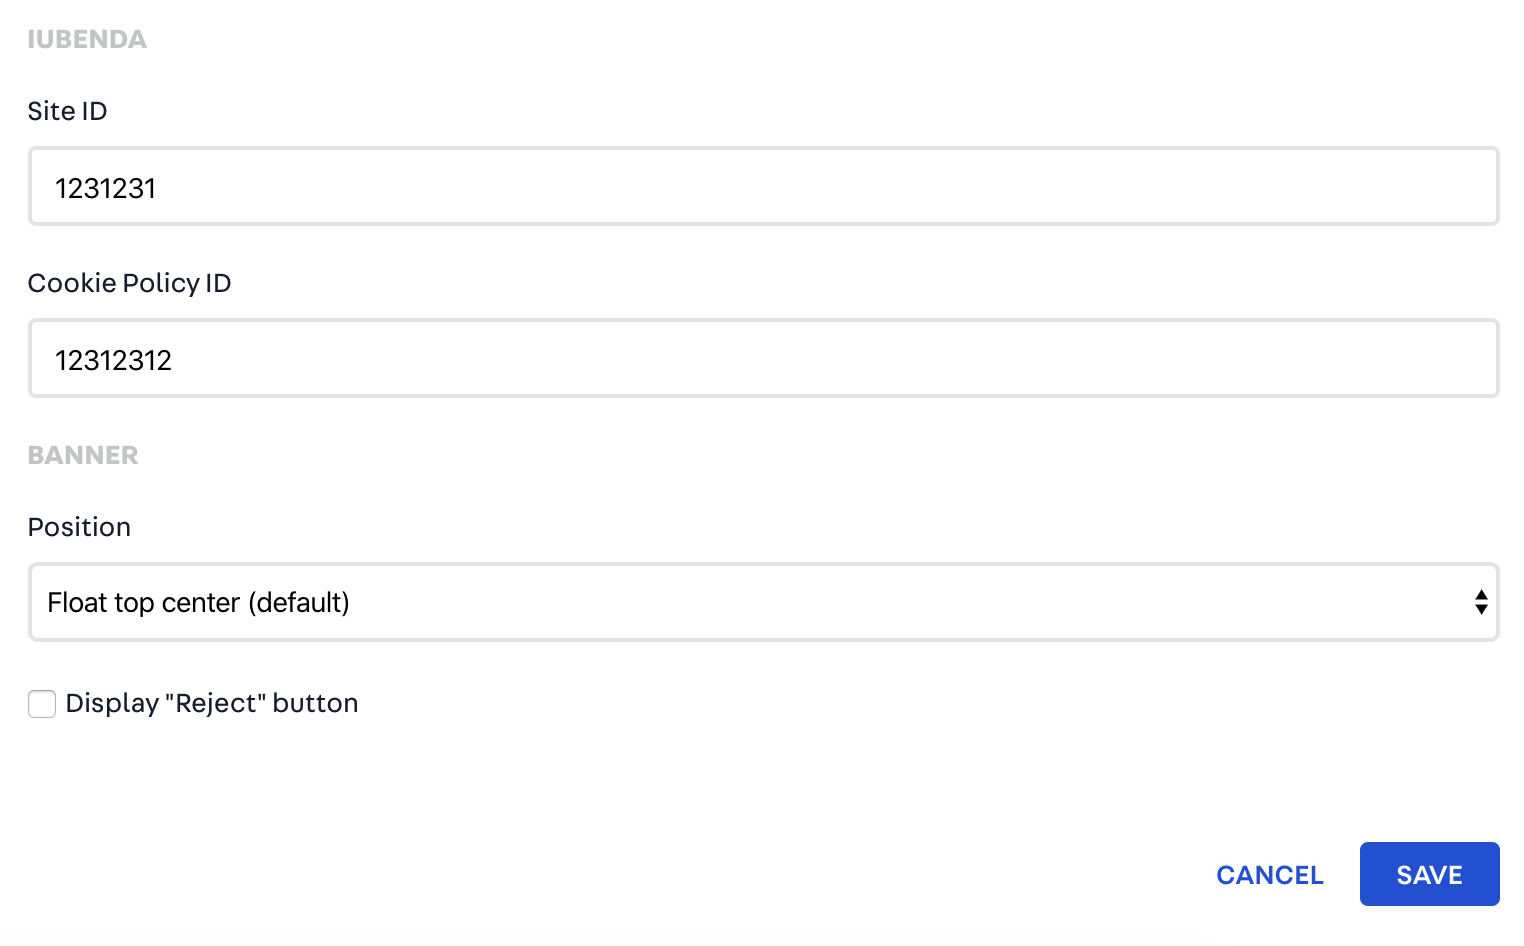 IUBENDA
Site ID
1231231
Cookie Policy ID
12312312
BANNER
Position
Float top center (default)
Display "Reject" button
CANCEL SAVE